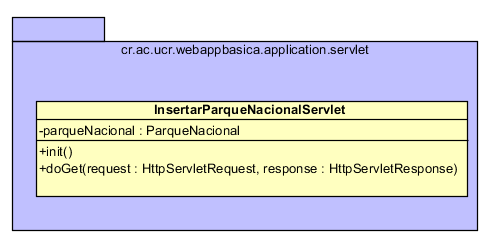 cr.ac.ucr.webappbasica.application.servlet
InsertarParqueNacionalServlet
-parqueNacional : ParqueNacional
+init()
+doGet(request : HttpServletRequest, response : HttpServletResponse)